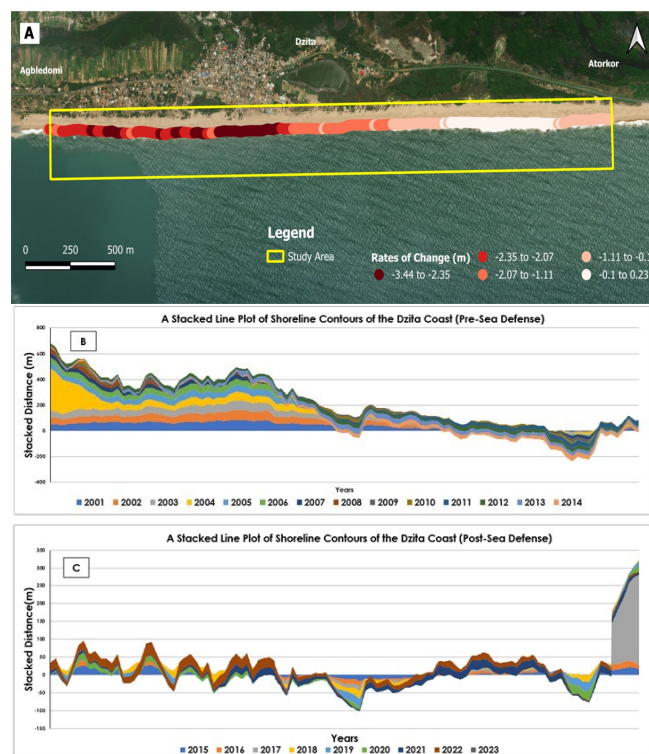 A
Dzita
Agbledomi
Atorkor
Legend
0 250 500 m
Study Area
Rates of Change (m)
-3.44 to -2.35
-2.35 to -2.07
-2.07 to -1.11
-1.11 to -0.1
-0.1 to 0.23
A Stacked Line Plot of Shoreline Contours of the Dzita Coast (Pre-Sea Defense)
B
Stacked Distance (m)
800
600
400
200
0
-200
-400
Years
2001 2002 2003 2004 2005 2006 2007 2008 2009 2010 2011 2012 2013 2014
A Stacked Line Plot of Shoreline Contours of the Dzita Coast (Post-Sea Defense)
C
Stacked Distance(m)
350
300
250
200
150
100
50
0
-50
-100
-150
Years
2015 2016 2017 2018 2019 2020 2021 2022 2023